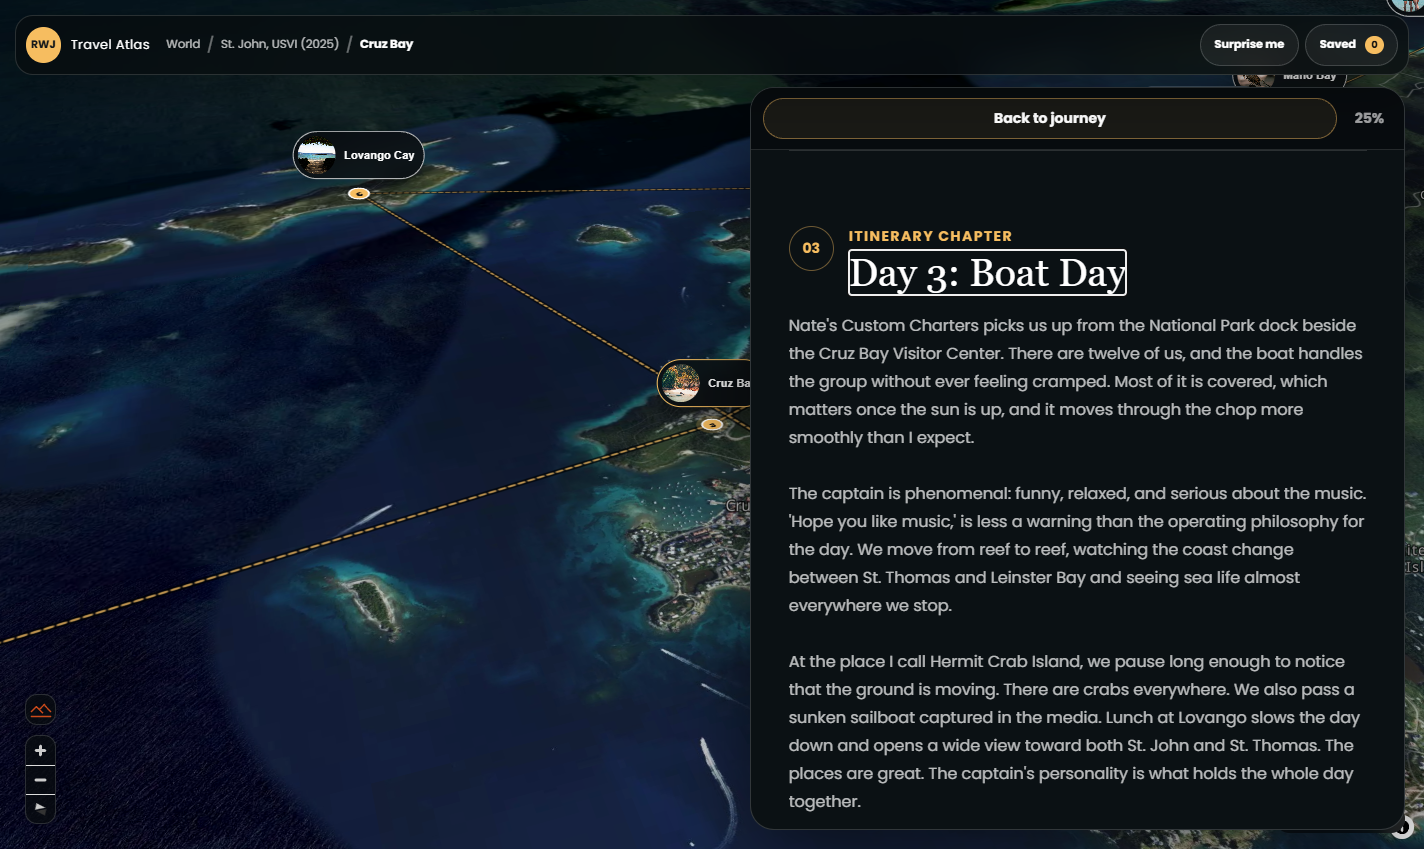 RWJ Travel Atlas World / St. John, USVI (2025) / Cruz Bay
Surprise me
Saved 0
Maho Bay
Lovango Cay
Back to journey
25%
03
ITINERARY CHAPTER
Day 3: Boat Day
Nate's Custom Charters picks us up from the National Park dock beside
the Cruz Bay Visitor Center. There are twelve of us, and the boat handles
the group without ever feeling cramped. Most of it is covered, which
matters once the sun is up, and it moves through the chop more
smoothly than I expect.
The captain is phenomenal: funny, relaxed, and serious about the music.
'Hope you like music,' is less a warning than the operating philosophy for
the day. We move from reef to reef, watching the coast change
between St. Thomas and Leinster Bay and seeing sea life almost
everywhere we stop.
At the place I call Hermit Crab Island, we pause long enough to notice
that the ground is moving. There are crabs everywhere. We also pass a
sunken sailboat captured in the media. Lunch at Lovango slows the day
down and opens a wide view toward both St. John and St. Thomas. The
places are great. The captain's personality is what holds the whole day
together.
Cruz Ba
Cru